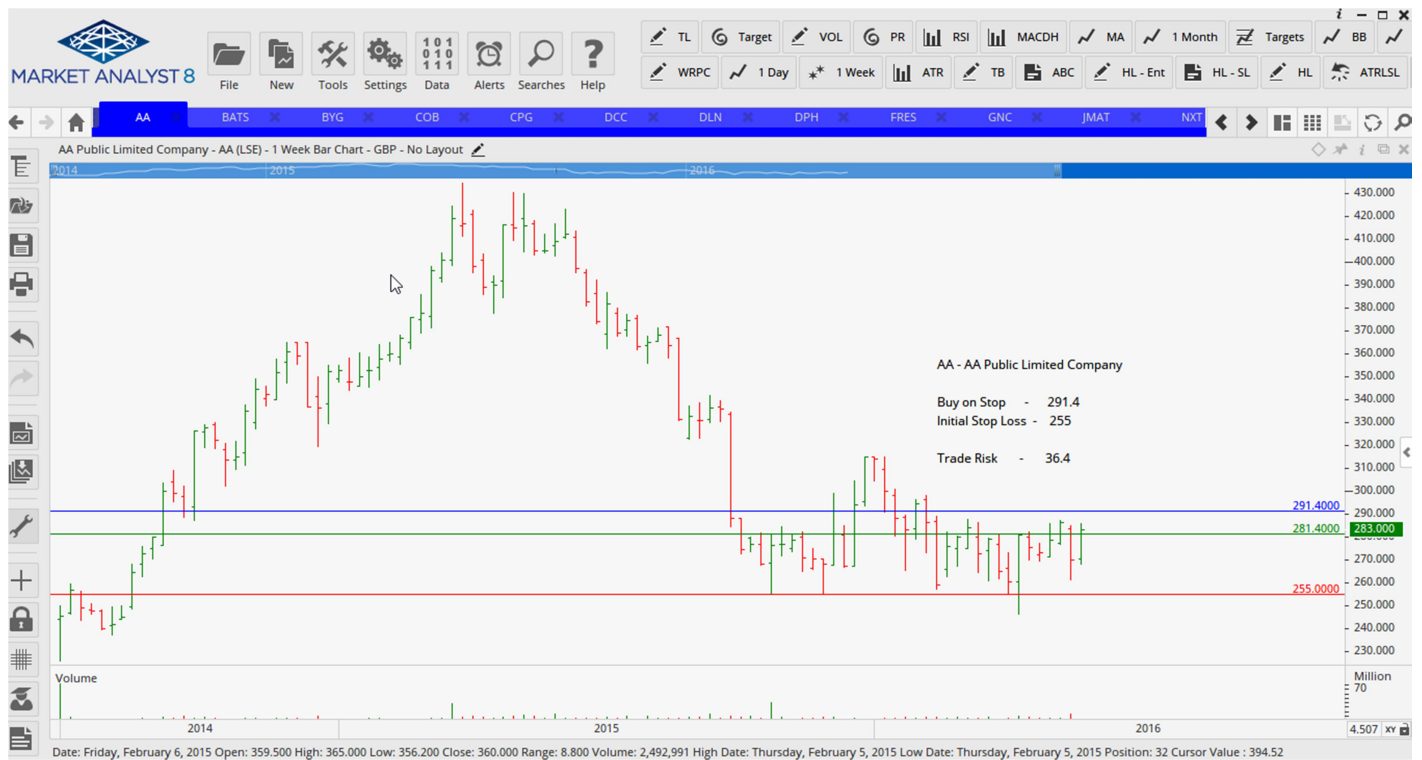 MARKET ANALYST 8
File New Tools Settings Data Alerts Searches Help
TL Target VOL PR RSI MACDH MA 1 Month Targets BB
WRPC 1 Day 1 Week ATR TB ABC HL - Ent HL - SL HL ATRLSL
AA BATS BYG COB CPG DCC DLN DPH FRES GNC JMAT NXT
AA Public Limited Company - AA (LSE) - 1 Week Bar Chart - GBP - No Layout
2014 2015 2016
430.000
420.000
410.000
400.000
390.000
380.000
370.000
360.000
AA - AA Public Limited Company
350.000
340.000
Buy on Stop - 291.4
330.000
Initial Stop Loss - 255
320.000
Trade Risk - 36.4
310.000
300.000
291.4000
290.000
281.4000 283.000
270.000
260.000
255.0000
250.000
240.000
230.000
Volume Million
70
2014 2015 2016 4.507 XY
Date: Friday, February 6, 2015 Open: 359.500 High: 365.000 Low: 356.200 Close: 360.000 Range: 8.800 Volume: 2,492,991 High Date: Thursday, February 5, 2015 Low Date: Thursday, February 5, 2015 Position: 32 Cursor Value : 394.52